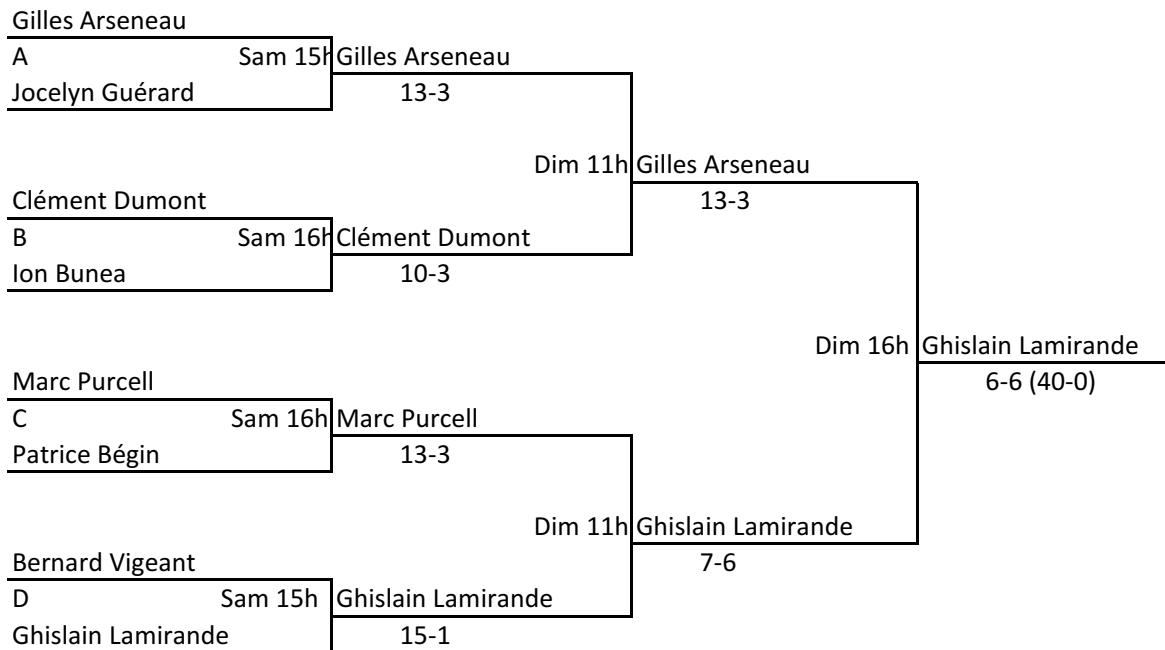 Gilles Arseneau
A Sam 15h Gilles Arseneau
Jocelyn Guérard 13-3
Dim 11h Gilles Arseneau
Clément Dumont 13-3
B Sam 16h Clément Dumont
Ion Bunea 10-3
Dim 16h Ghislain Lamirande
Marc Purcell 6-6 (40-0)
C Sam 16h Marc Purcell
Patrice Bégin 13-3
Dim 11h Ghislain Lamirande
Bernard Vigeant 7-6
D Sam 15h Ghislain Lamirande
Ghislain Lamirande 15-1